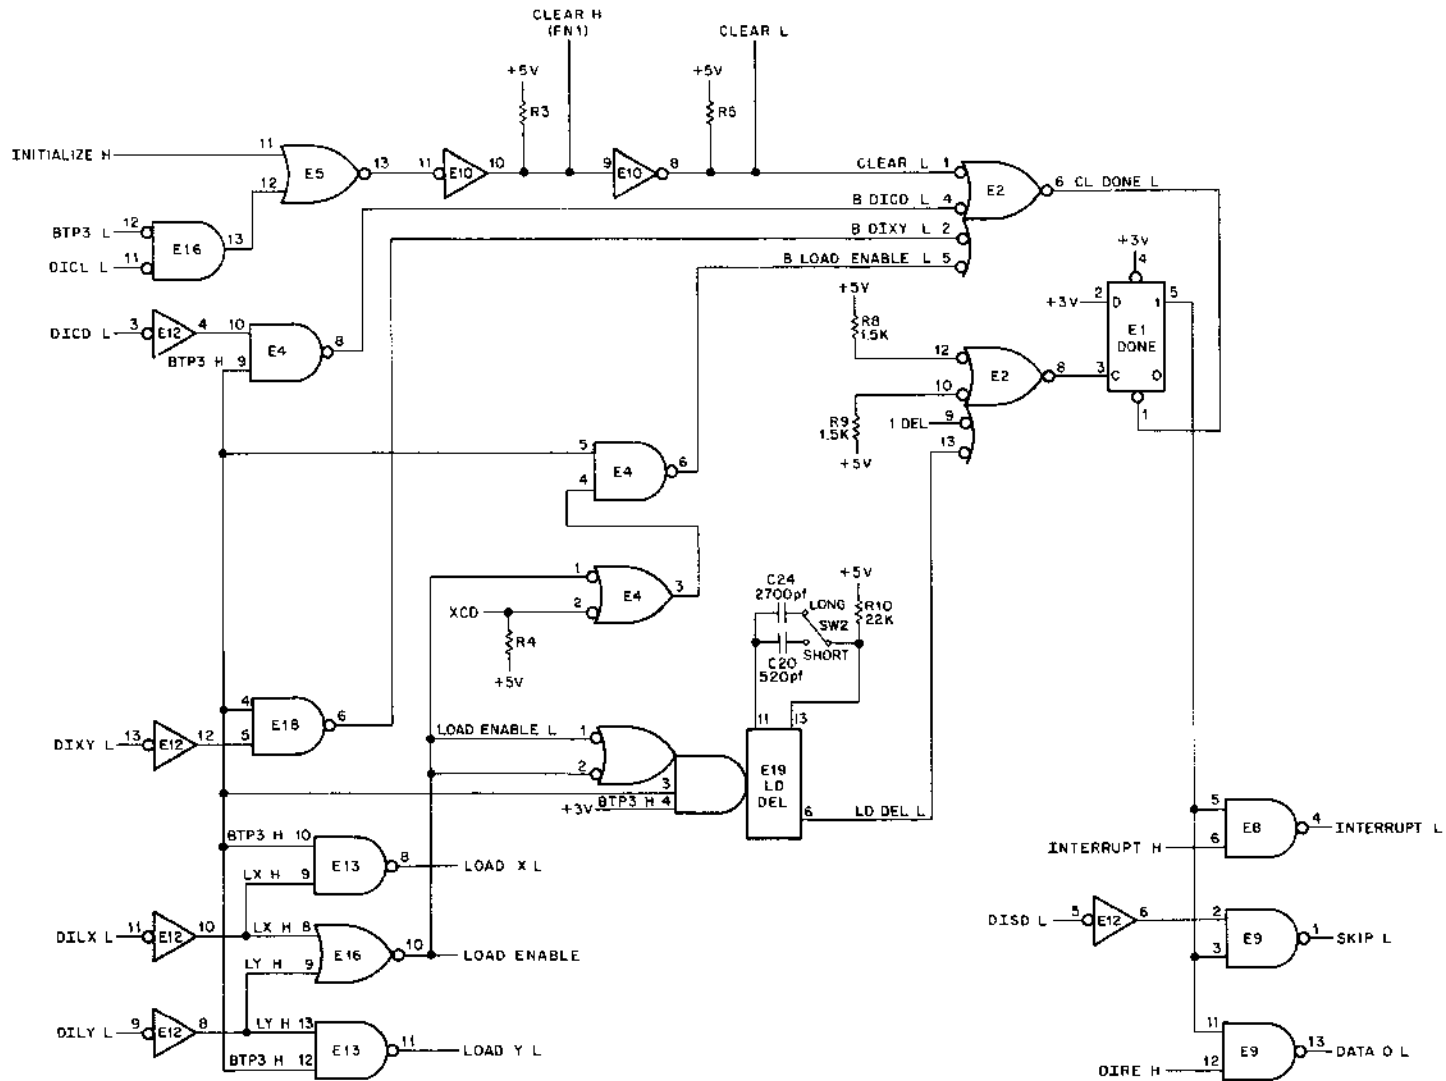 CLEAR H
(FN1)
CLEAR L
+5V
R3
+5V
R5
INITIALIZE H
11
12
E5
13
11
E10
10
9
E10
8
CLEAR L 1
B DICD L 4
B DIXY L 2
B LOAD ENABLE L 5
E2
6 CL DONE L
BTP3 L 12
DICL L 11
E16
13
DICD L 3
E12
4
10
BTP3 H 9
E4
8
+3V
4
+3V 2
D
1
5
E1
DONE
3
C
0
1
+5V
R8
1.5K
12
10
R9
1.5K
+5V
1 DEL 9
13
E2
8
5
4
E4
6
1
2
E4
3
XCD
R4
+5V
C24
2700pf
LONG
SW2
SHORT
C20
520pf
+5V
R10
22K
4
5
E18
6
DIXY L 13
E12
12
LOAD ENABLE L 1
2
3
BTP3 H 4
+3V
11
13
E19
LD
DEL
6
LD DEL L
BTP3 H 10
LX H 9
E13
8
LOAD X L
DILX L 11
E12
10
LX H 8
LY H 9
E16
10
LOAD ENABLE
DILY L 9
E12
8
LY H 13
BTP3 H 12
E13
11
LOAD Y L
5
INTERRUPT H 6
E8
4
INTERRUPT L
DISD L 5
E12
6
2
3
E9
1
SKIP L
11
DIRE H 12
E9
13
DATA 0 L